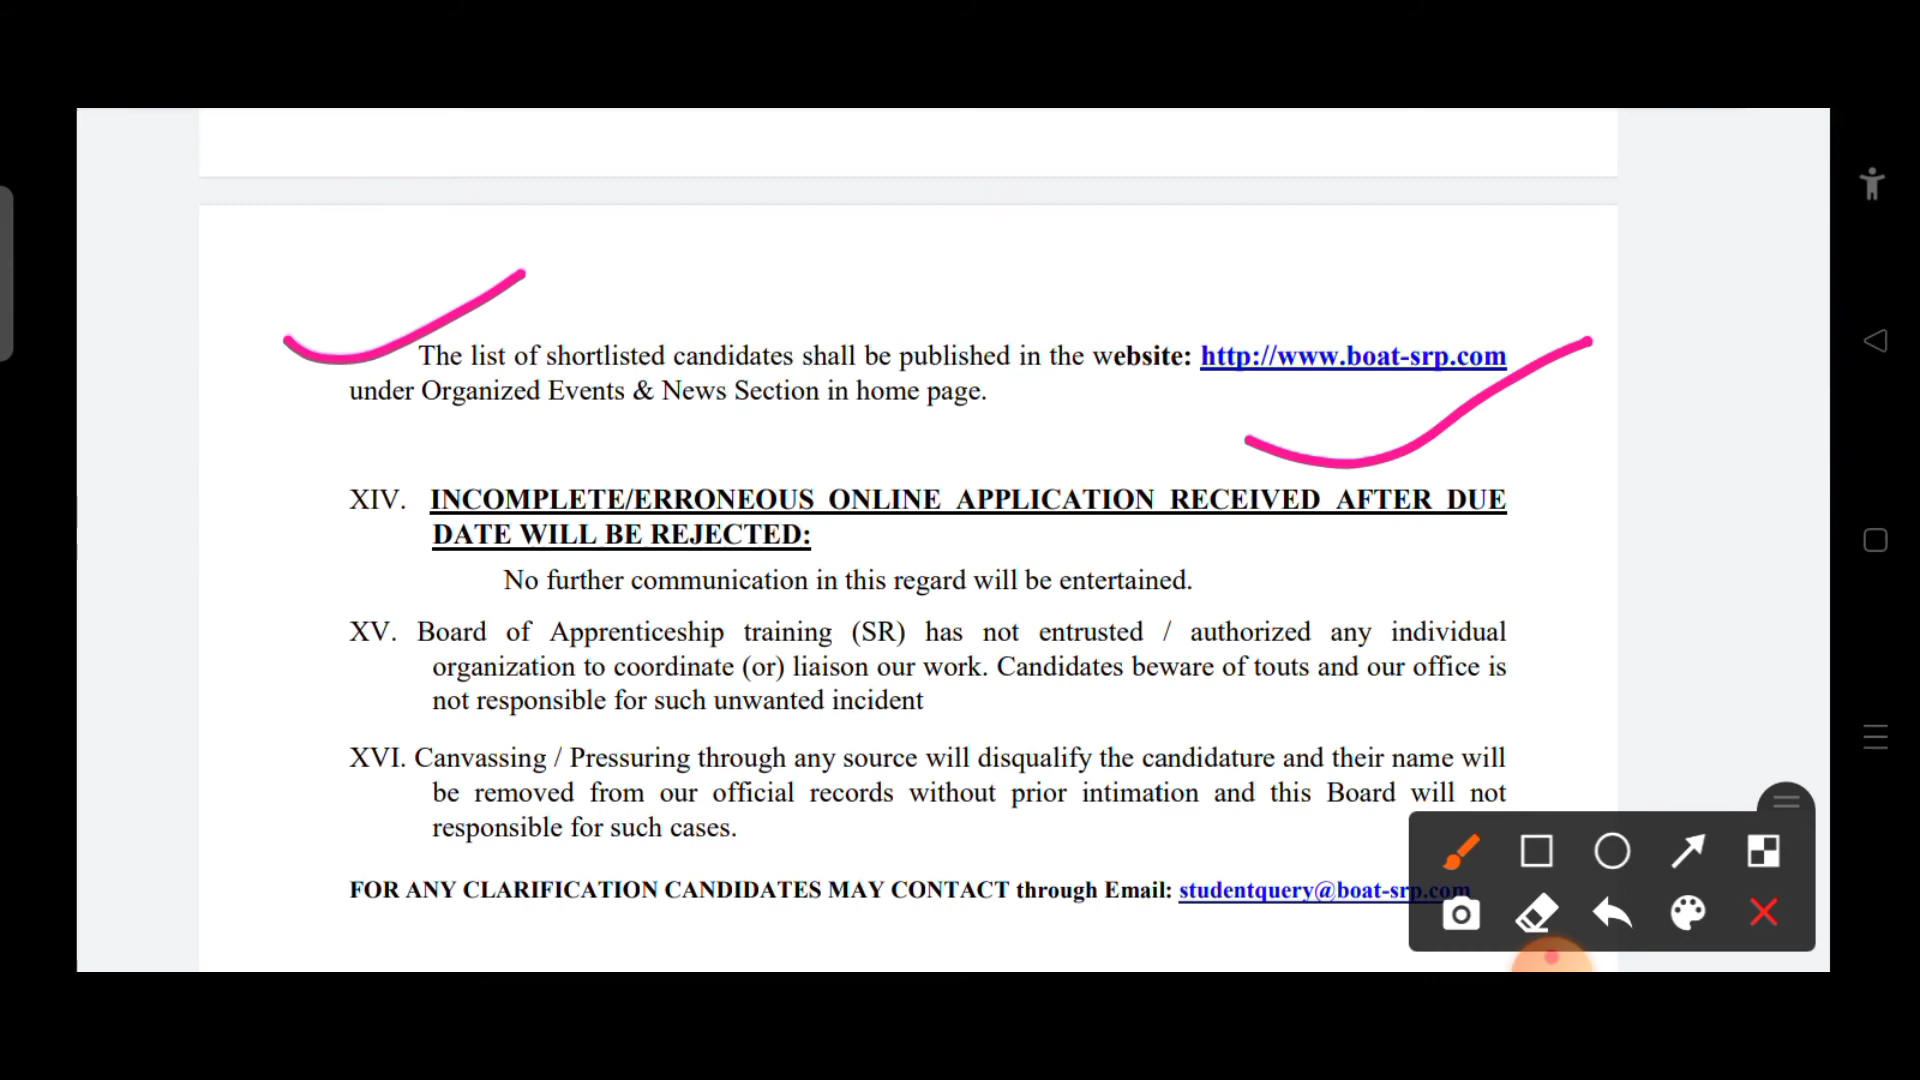 The list of shortlisted candidates shall be published in the website: http://www.boat-srp.com
under Organized Events & News Section in home page.
XIV. INCOMPLETE/ERRONEOUS ONLINE APPLICATION RECEIVED AFTER DUE
DATE WILL BE REJECTED:
No further communication in this regard will be entertained.
XV. Board of Apprenticeship training (SR) has not entrusted / authorized any individual
organization to coordinate (or) liaison our work. Candidates beware of touts and our office is
not responsible for such unwanted incident
XVI. Canvassing / Pressuring through any source will disqualify the candidature and their name will
be removed from our official records without prior intimation and this Board will not
responsible for such cases.
FOR ANY CLARIFICATION CANDIDATES MAY CONTACT through Email: studentquery@boat-srp.com